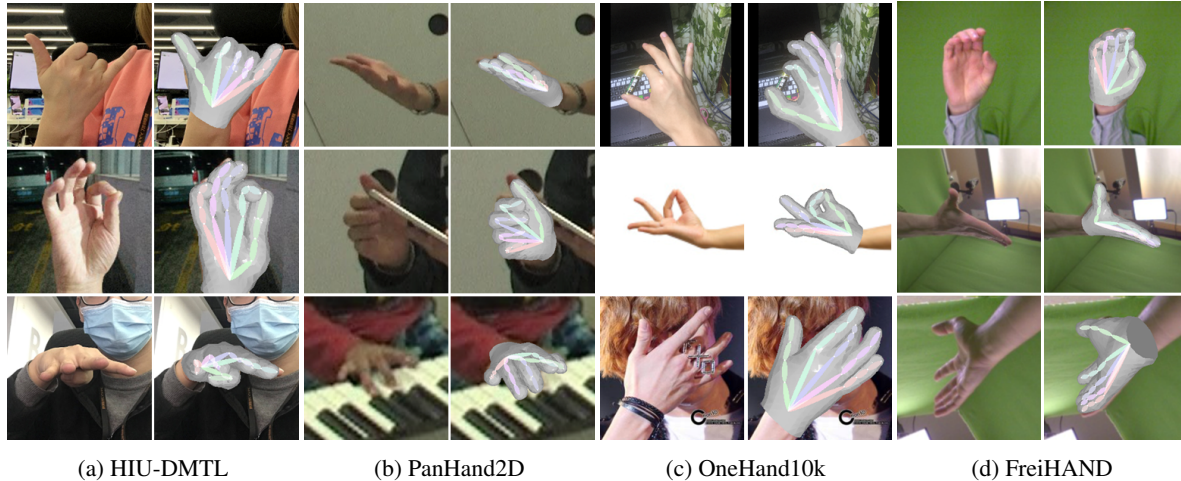 (a) HIU-DMTL
(b) PanHand2D
(c) OneHand10k
(d) FreiHAND